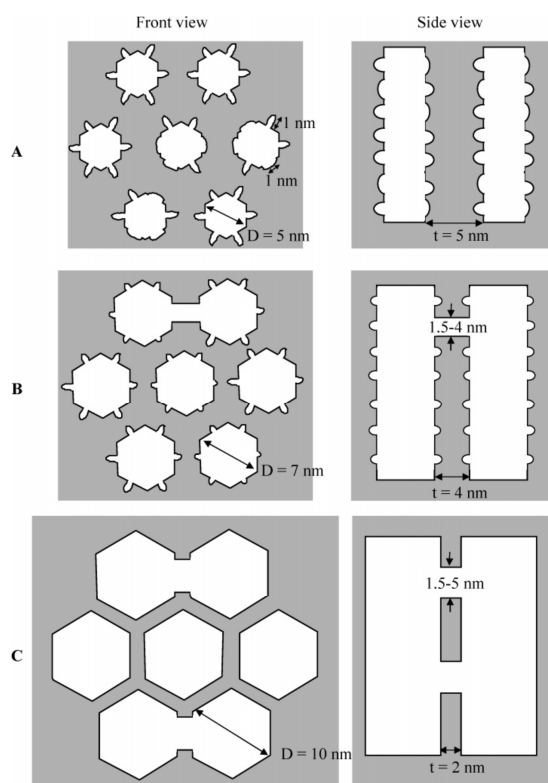 Front view
Side view
A
1 nm
1 nm
D = 5 nm
t = 5 nm
B
1.5-4 nm
D = 7 nm
t = 4 nm
C
1.5-5 nm
D = 10 nm
t = 2 nm